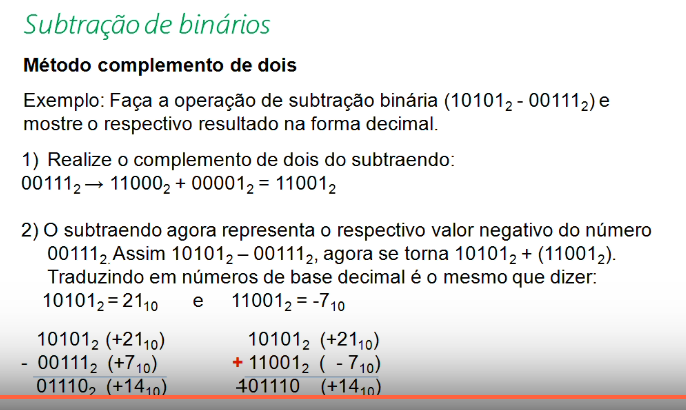 Subtração de binários
Método complemento de dois
Exemplo: Faça a operação de subtração binária (10101₂ - 00111₂) e
mostre o respectivo resultado na forma decimal.
1) Realize o complemento de dois do subtraendo:
00111₂ → 11000₂ + 00001₂ = 11001₂
2) O subtraendo agora representa o respectivo valor negativo do número
00111₂. Assim 10101₂ – 00111₂, agora se torna 10101₂ + (11001₂).
Traduzindo em números de base decimal é o mesmo que dizer:
10101₂ = 21₁₀ e 11001₂ = -7₁₀
10101₂ (+21₁₀) 10101₂ (+21₁₀)
- 00111₂ (+7₁₀) + 11001₂ ( - 7₁₀)
01110₂ (+14₁₀) 101110 (+14₁₀)